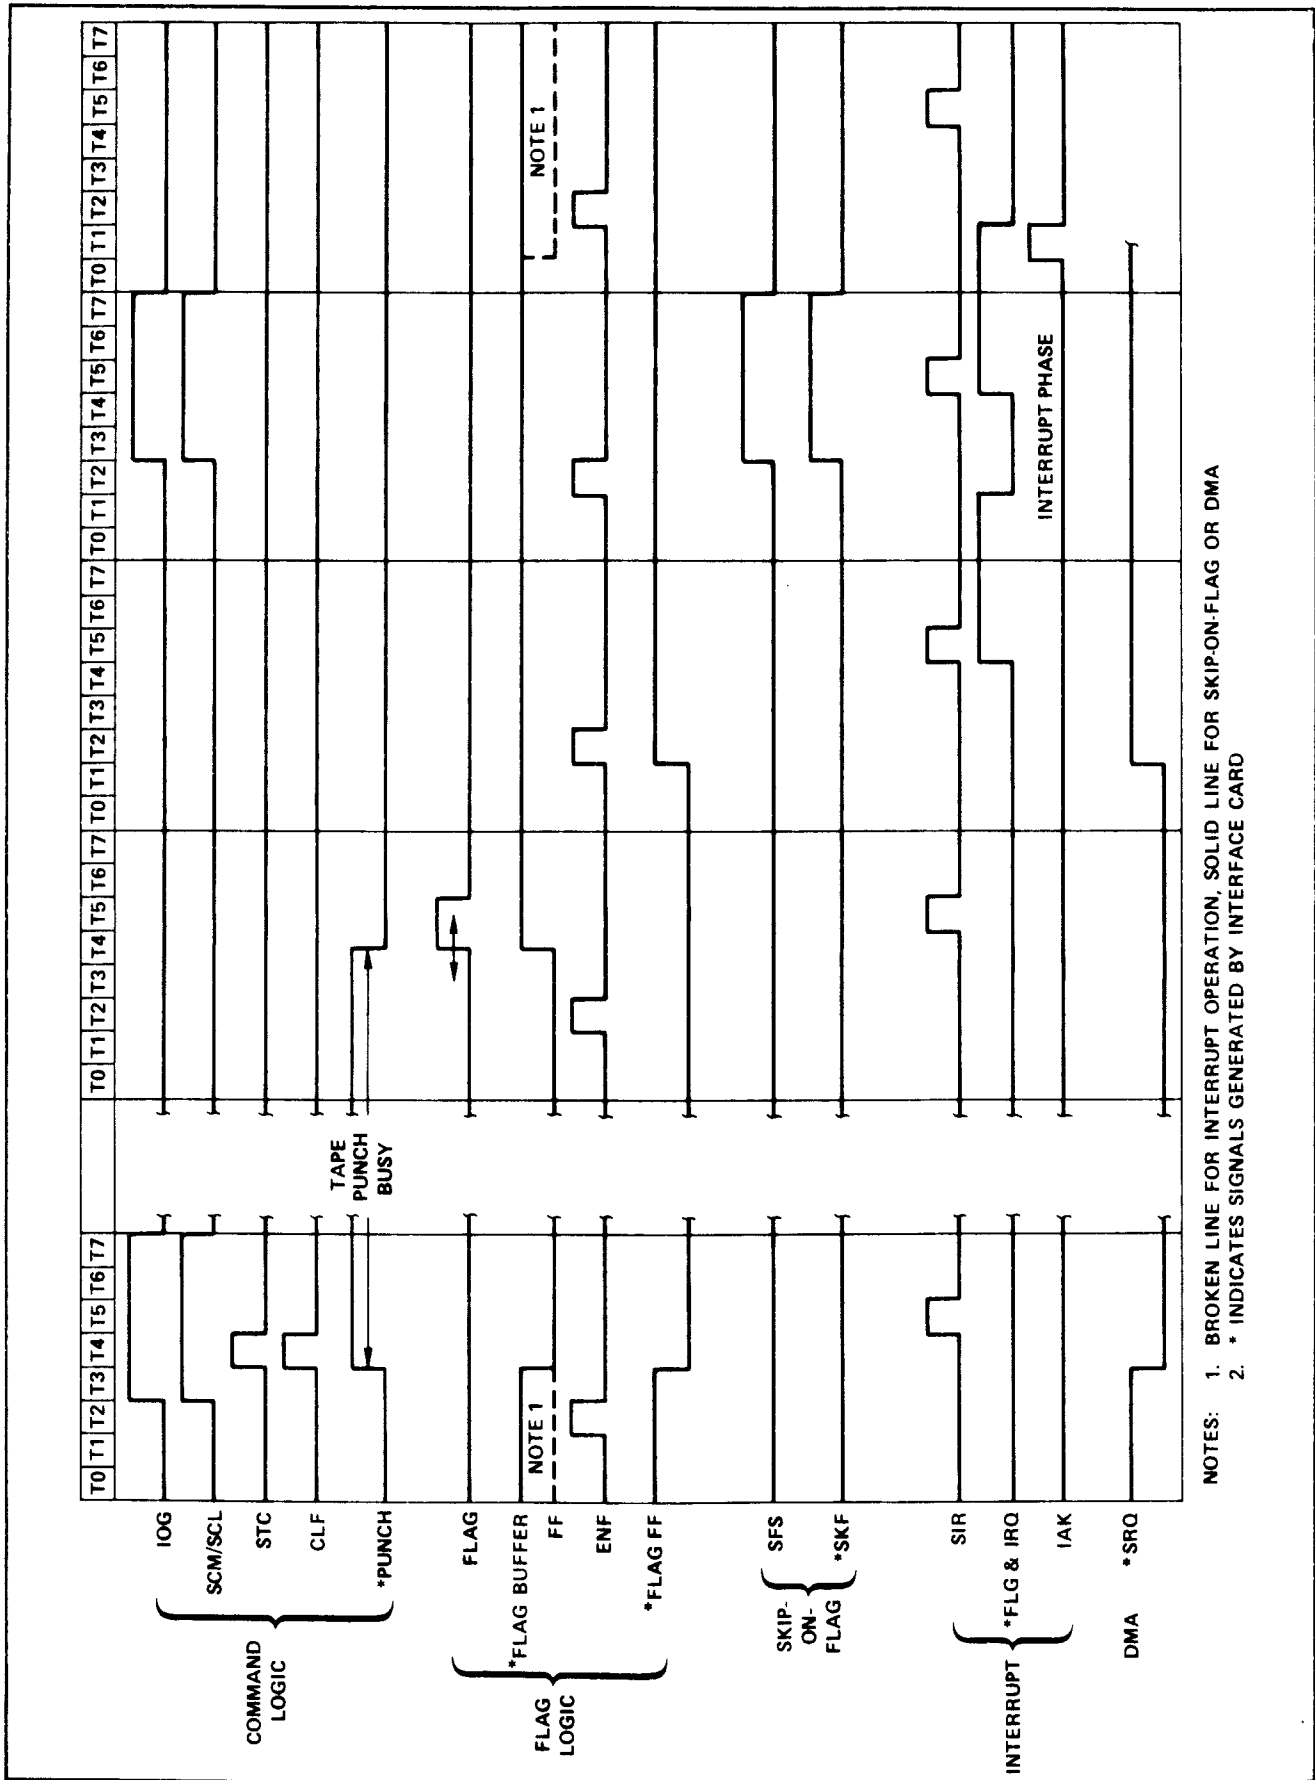 T0 T1 T2 T3 T4 T5 T6 T7 T0 T1 T2 T3 T4 T5 T6 T7 T0 T1 T2 T3 T4 T5 T6 T7 T0 T1 T2 T3 T4 T5 T6 T7 T0 T1 T2 T3 T4 T5 T6 T7
COMMAND
LOGIC
IOG
SCM/SCL
STC
CLF
*PUNCH
TAPE
PUNCH
BUSY
FLAG
LOGIC
FLAG
*FLAG BUFFER
FF
NOTE 1
NOTE 1
ENF
*FLAG FF
SKIP-
ON-
FLAG
SFS
*SKF
INTERRUPT
SIR
*FLG & IRQ
IAK
INTERRUPT PHASE
DMA
*SRQ
NOTES: 1. BROKEN LINE FOR INTERRUPT OPERATION, SOLID LINE FOR SKIP-ON-FLAG OR DMA
2. * INDICATES SIGNALS GENERATED BY INTERFACE CARD